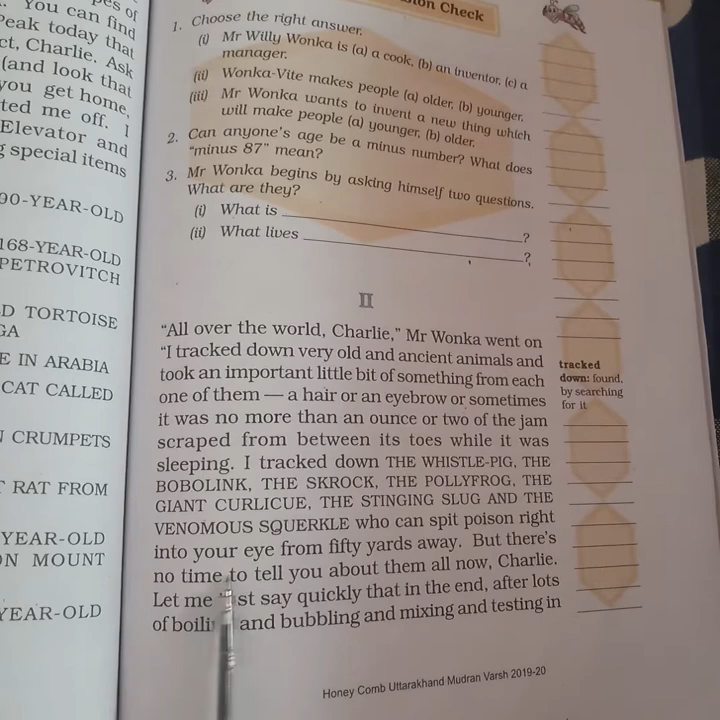 pes of
You can find
Peak today that
ct, Charlie. Ask
(and look that
you get home,
ted me off. I
Elevator and
special items
90-YEAR-OLD
168-YEAR-OLD
PETROVITCH
D TORTOISE
GA
E IN ARABIA
CAT CALLED
N CRUMPETS
T RAT FROM
YEAR-OLD
ON MOUNT
YEAR-OLD
sion Check
1. Choose the right answer.
(i) Mr Willy Wonka is (a) a cook, (b) an inventor, (c) a
manager.
(ii) Wonka-Vite makes people (a) older, (b) younger.
(iii) Mr Wonka wants to invent a new thing which
will make people (a) younger, (b) older.
2. Can anyone's age be a minus number? What does
“minus 87” mean?
3. Mr Wonka begins by asking himself two questions.
What are they?
(i) What is ?
(ii) What lives ?
II
“All over the world, Charlie,” Mr Wonka went on
“I tracked down very old and ancient animals and
took an important little bit of something from each
one of them — a hair or an eyebrow or sometimes
it was no more than an ounce or two of the jam
scraped from between its toes while it was
sleeping. I tracked down THE WHISTLE-PIG, THE
BOBOLINK, THE SKROCK, THE POLLYFROG, THE
GIANT CURLICUE, THE STINGING SLUG AND THE
VENOMOUS SQUERKLE who can spit poison right
into your eye from fifty yards away. But there's
no time to tell you about them all now, Charlie.
Let me st say quickly that in the end, after lots
of boili and bubbling and mixing and testing in
tracked
down: found,
by searching
for it
Honey Comb Uttarakhand Mudran Varsh 2019-20